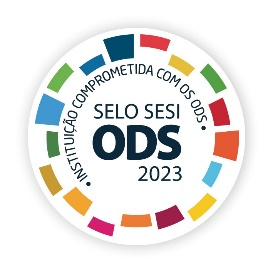 • INSTITUIÇÃO COMPROMETIDA COM OS ODS •
SELO SESI
ODS
2023